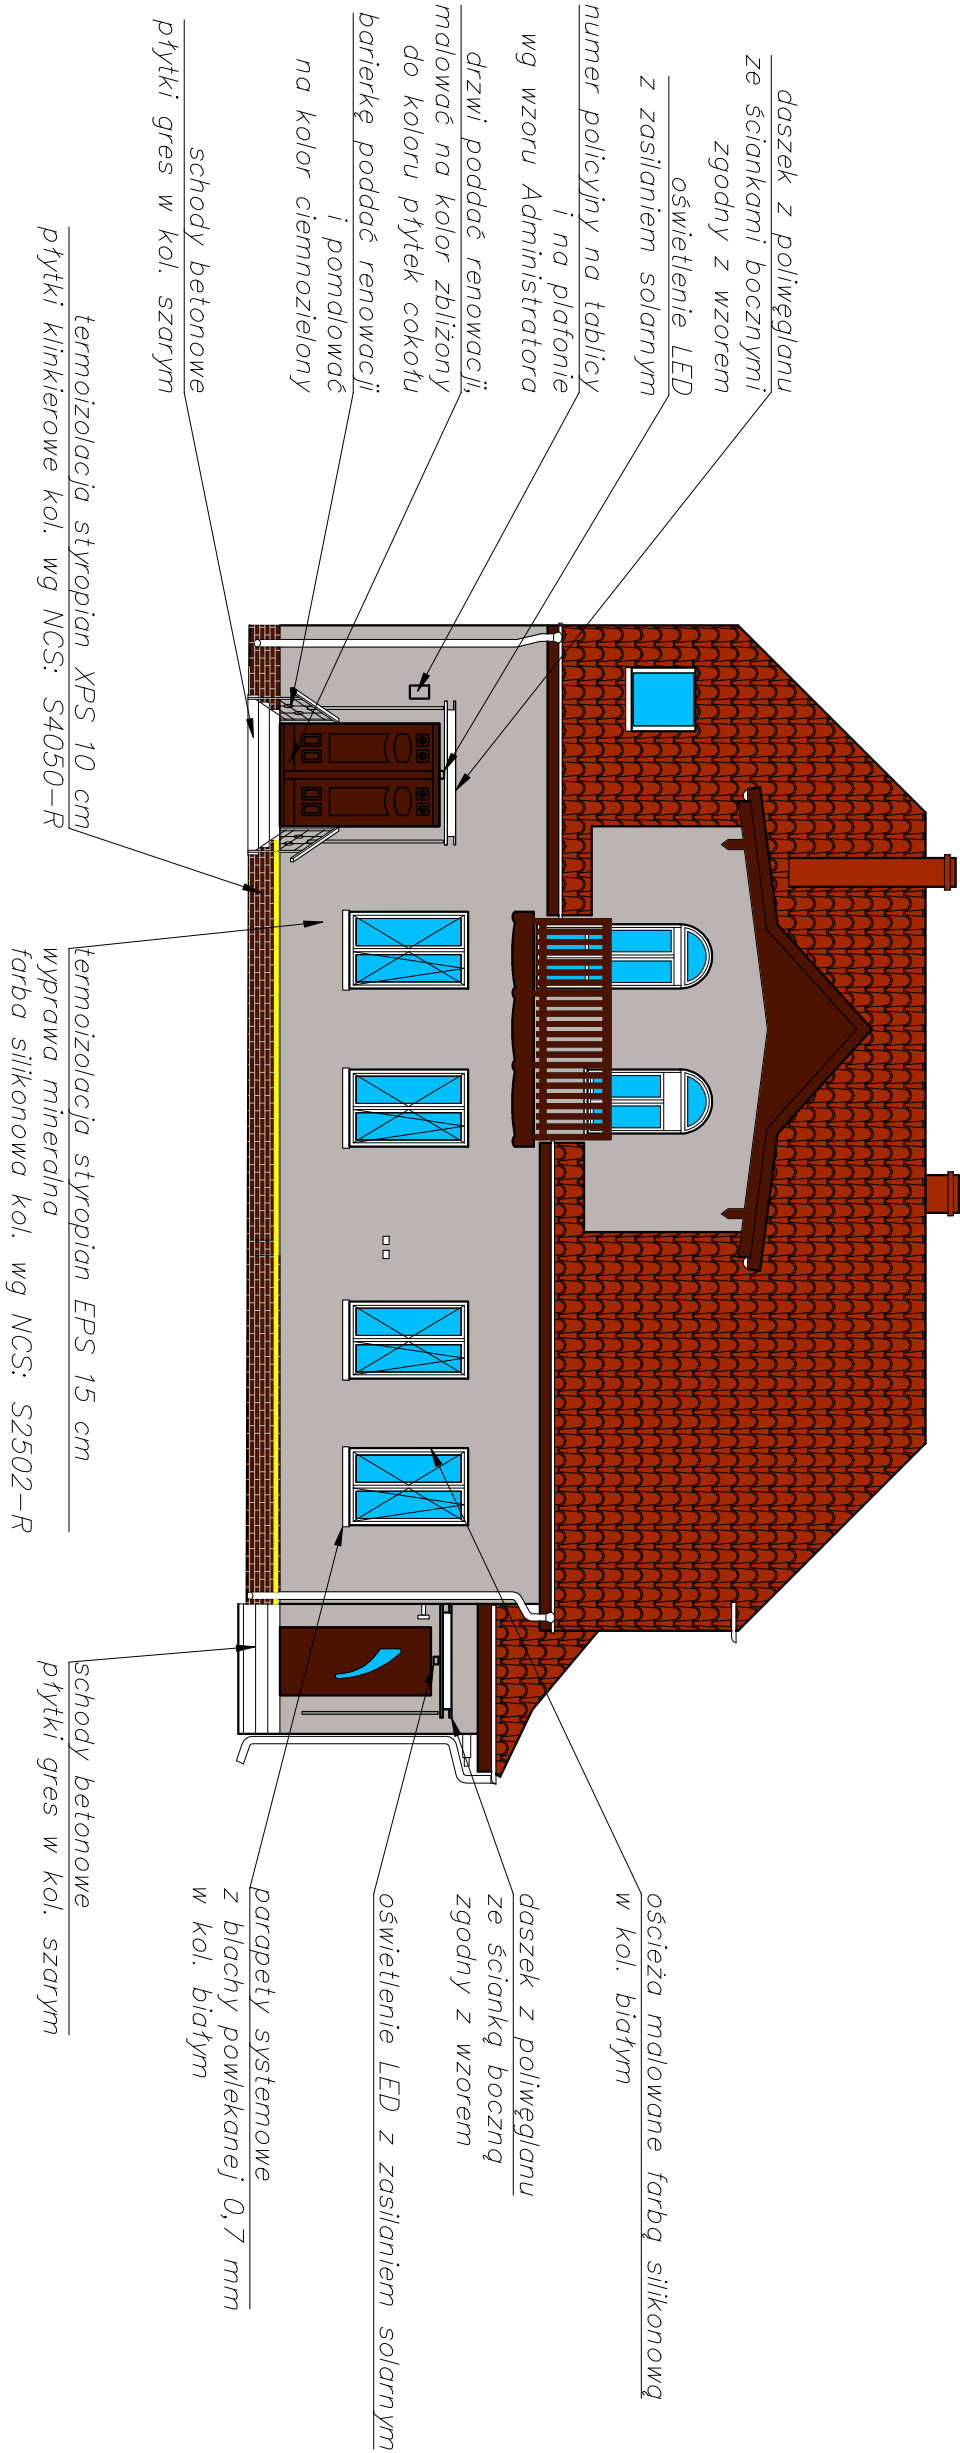 daszek z poliwęglanu
ze ściankami bocznymi
zgodny z wzorem
oświetlenie LED
z zasilaniem solarnym
numer policyjny na tablicy
i na plafonie
wg wzoru Administratora
drzwi poddać renowacji,
malować na kolor zbliżony
do koloru płytek cokołu
barierkę poddać renowacji
i pomalować
na kolor ciemnozielony
schody betonowe
płytki gres w kol. szarym
termoizolacja styropian XPS 10 cm
płytki klinkierowe kol. wg NCS: S4050-R
termoizolacja styropian EPS 15 cm
wyprawa mineralna
farba silikonowa kol. wg NCS: S2502-R
ościeża malowane farbą silikonową
w kol. białym
daszek z poliwęglanu
ze ścianką boczną
zgodny z wzorem
oświetlenie LED z zasilaniem solarnym
parapety systemowe
z blachy powlekanej 0,7 mm
w kol. białym
schody betonowe
płytki gres w kol. szarym